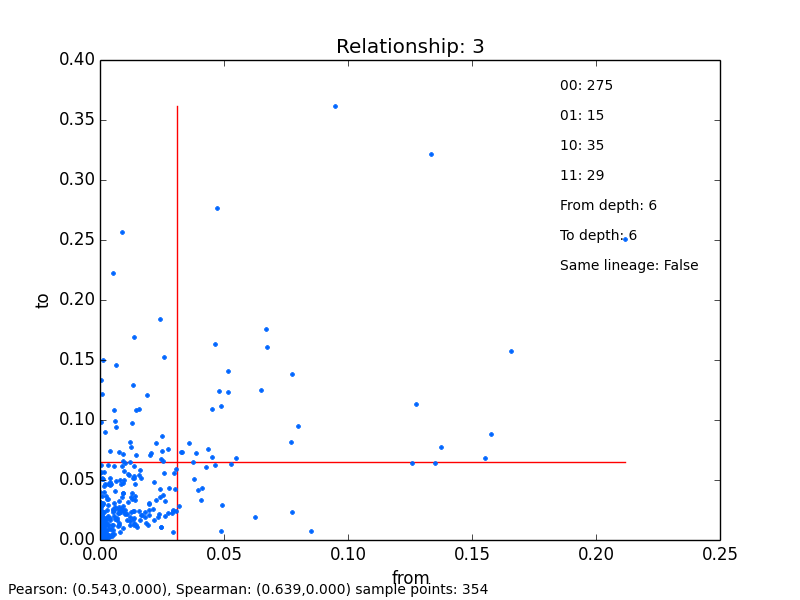 Relationship: 3
0.40
0.35
0.30
0.25
0.20
0.15
0.10
0.05
0.00
to
00: 275
01: 15
10: 35
11: 29
From depth: 6
To depth: 6
Same lineage: False
0.00 0.05 0.10 0.15 0.20 0.25
from
Pearson: (0.543,0.000), Spearman: (0.639,0.000) sample points: 354